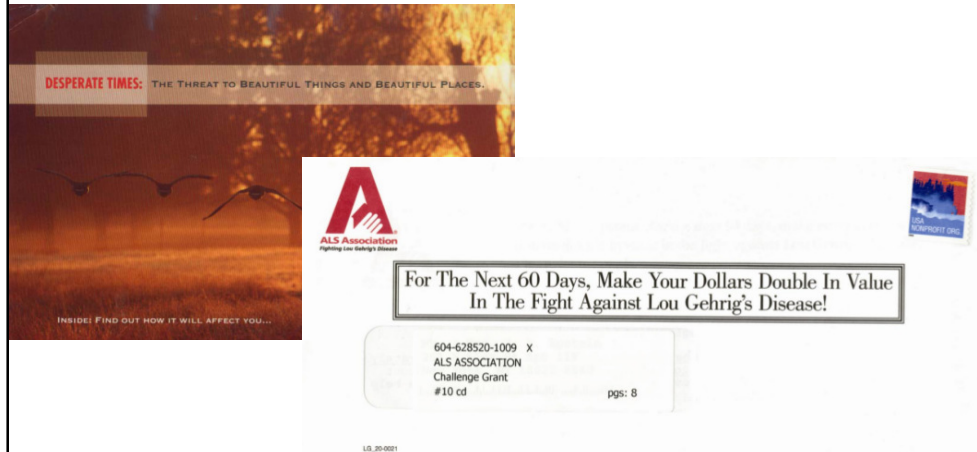 DESPERATE TIMES: THE THREAT TO BEAUTIFUL THINGS AND BEAUTIFUL PLACES.
INSIDE: FIND OUT HOW IT WILL AFFECT YOU...
ALS Association
Fighting Lou Gehrig's Disease
USA
NONPROFIT ORG.
For The Next 60 Days, Make Your Dollars Double In Value
In The Fight Against Lou Gehrig's Disease!
604-628520-1009 X
ALS ASSOCIATION
Challenge Grant
#10 cd pgs: 8
LG_20-0021